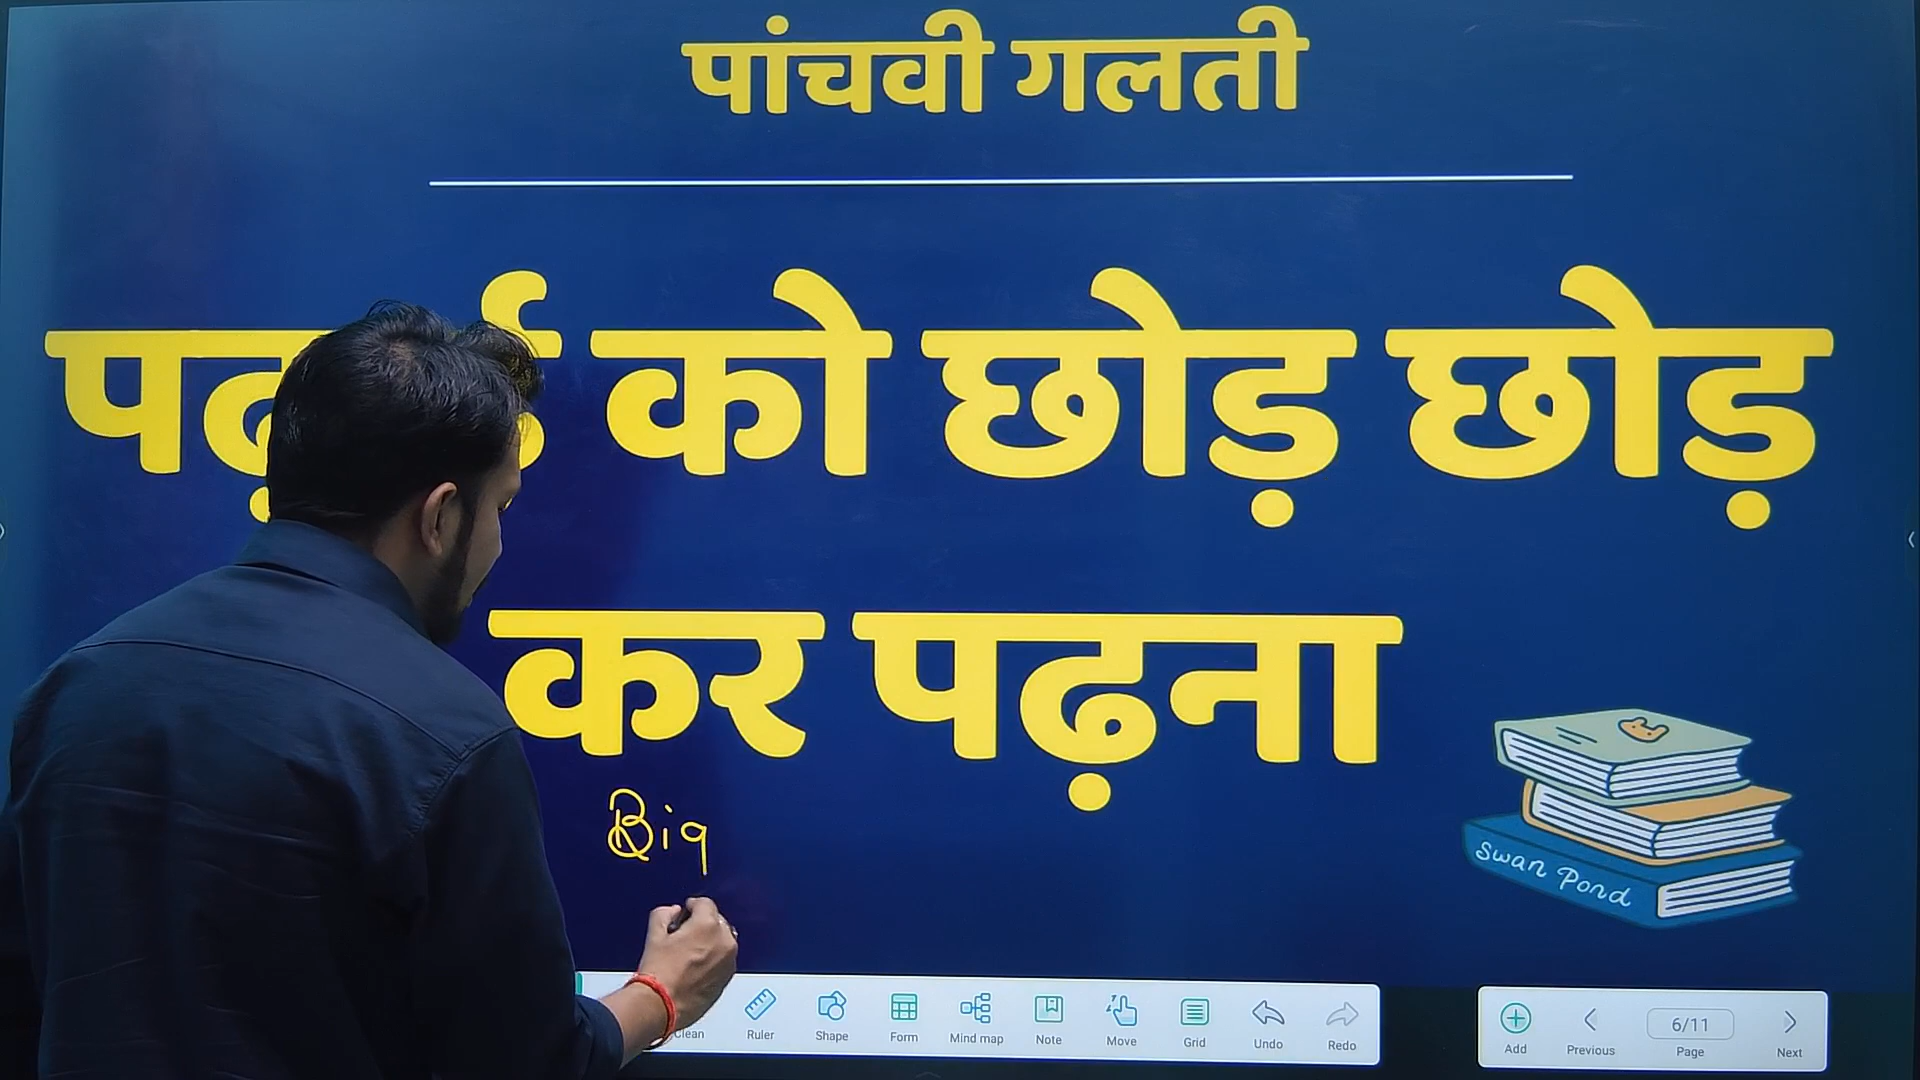 पांचवी गलती
को छोड़ छोड़
कर पढ़ना
Big
Swan Pond
Clean Ruler Shape Form Mind map Note Move Grid Undo Redo
Add Previous 6/11 Page Next